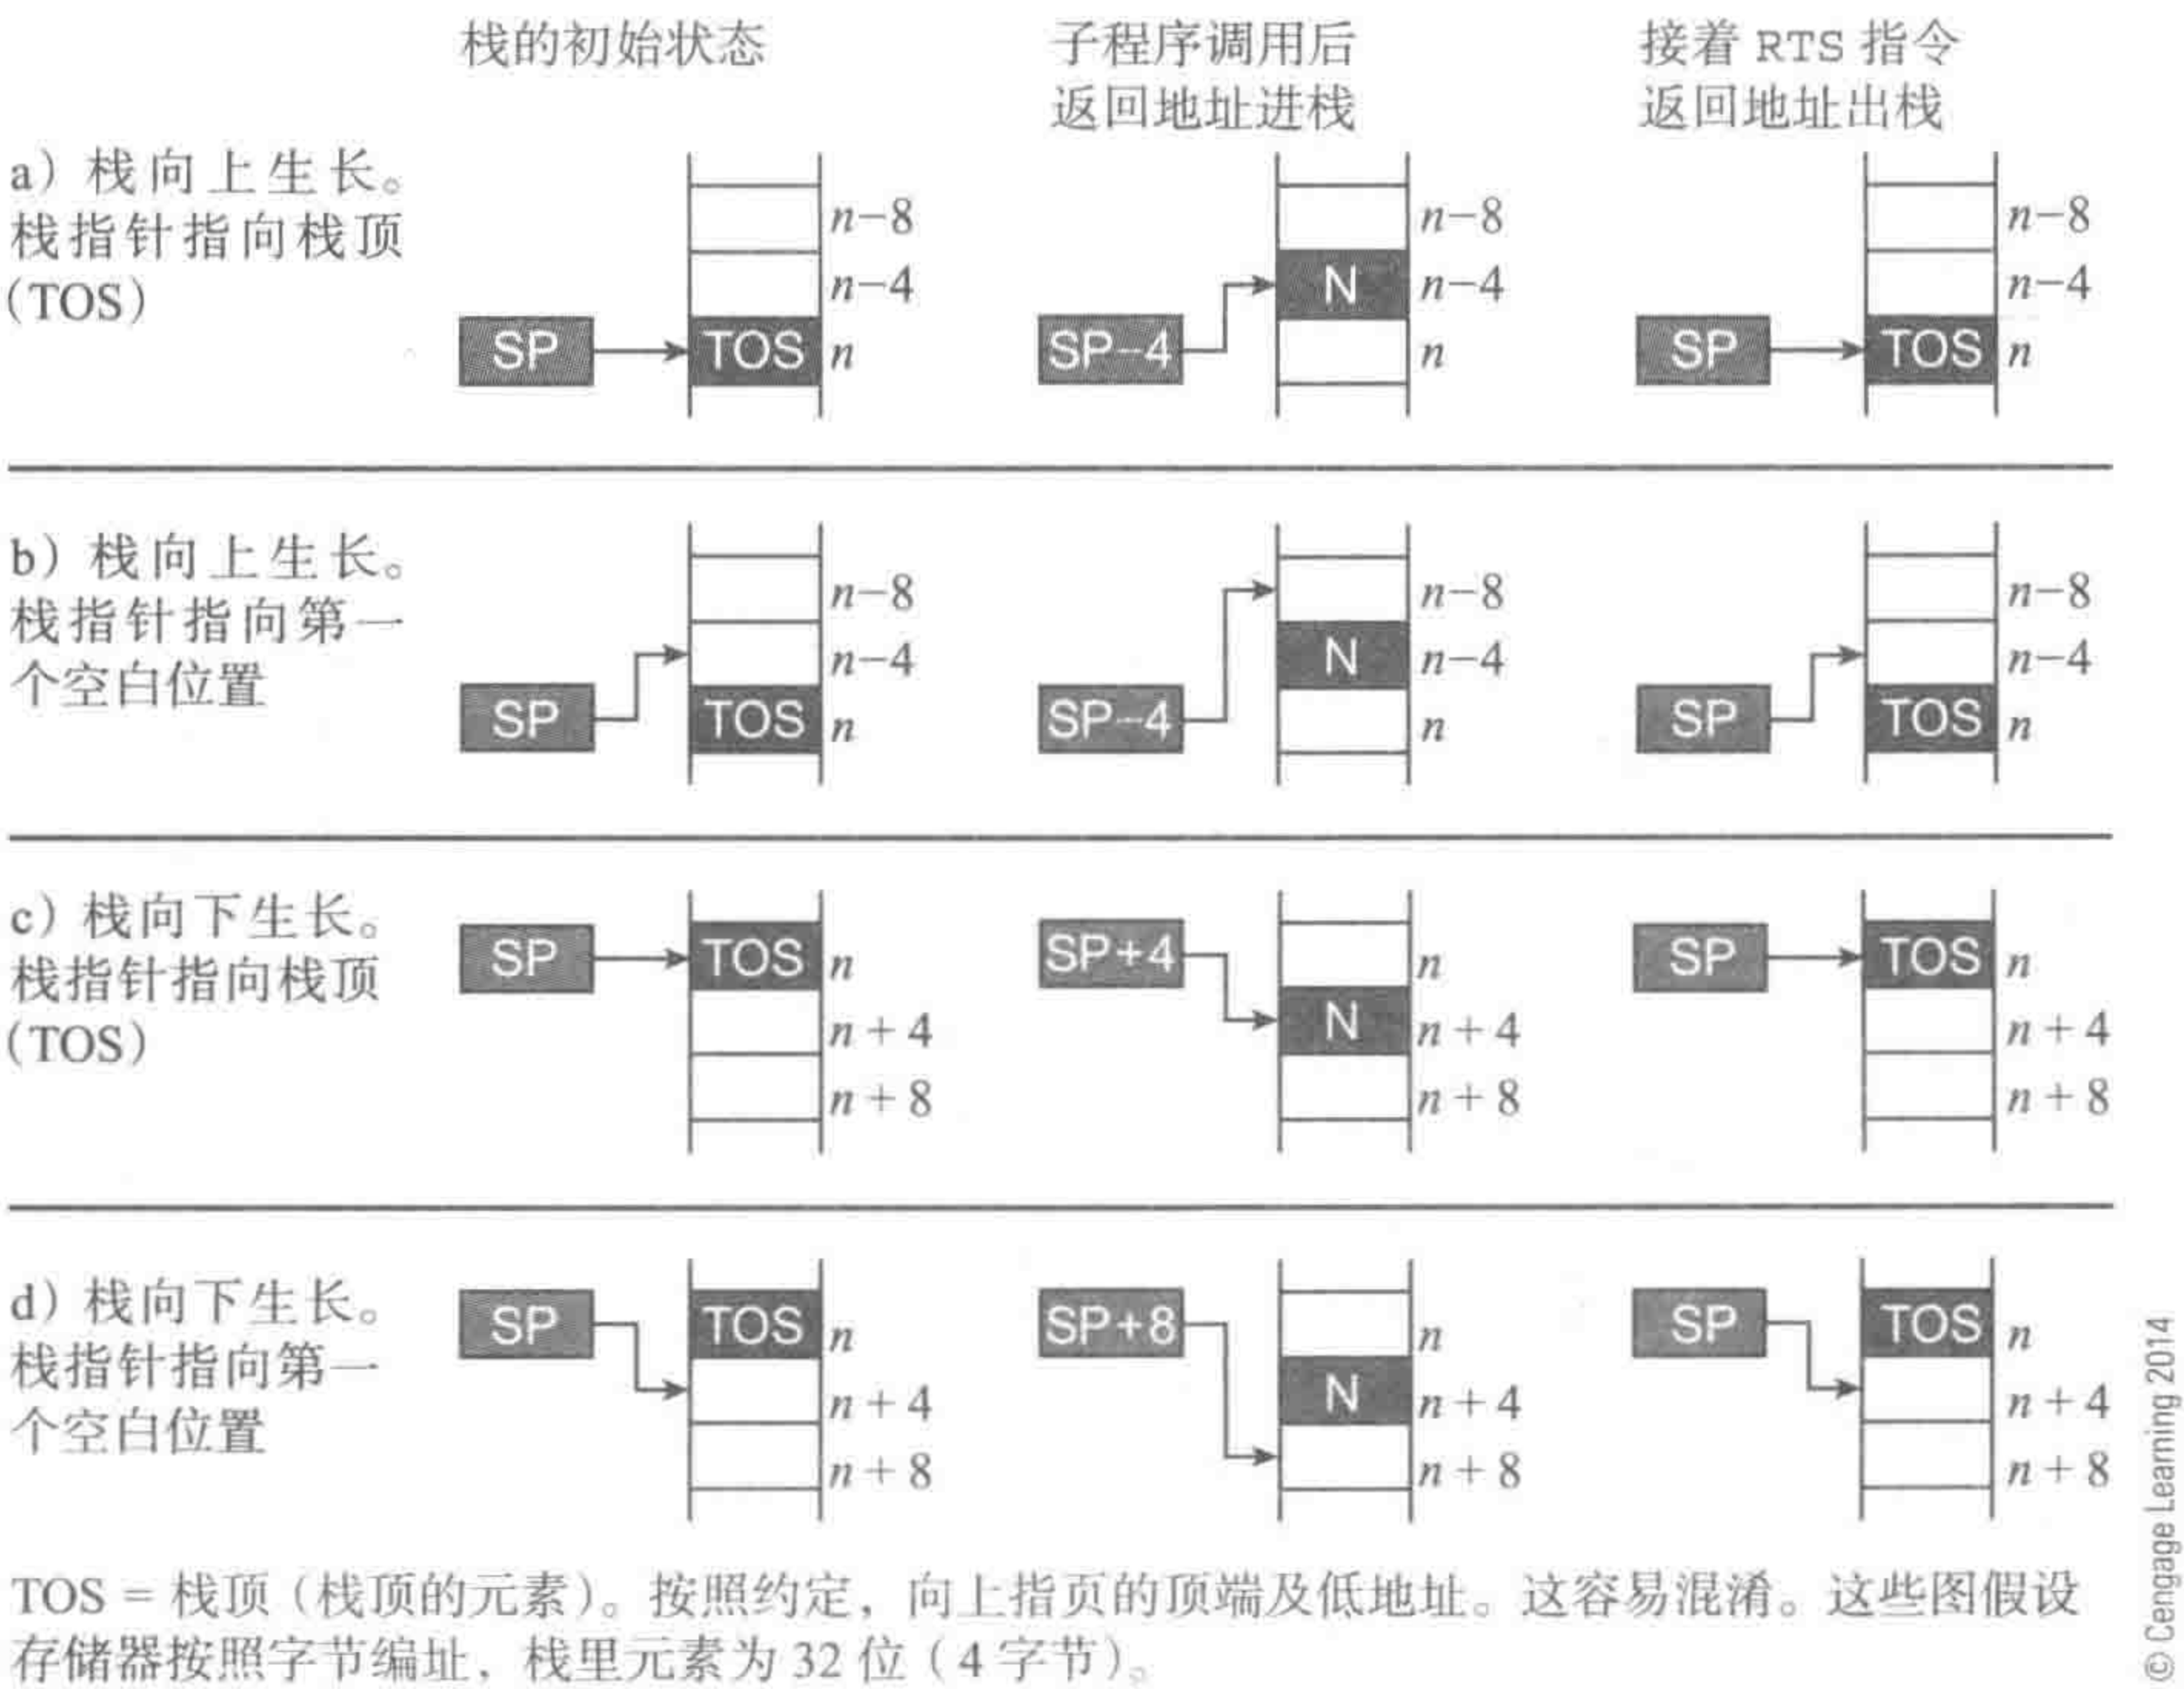 栈的初始状态
子程序调用后
返回地址进栈
接着 RTS 指令
返回地址出栈
a）栈向上生长。
栈指针指向栈顶
（TOS）
n−8
n−4
SP
TOS
n
n−8
SP−4
N
n−4
n
n−8
n−4
SP
TOS
n
b）栈向上生长。
栈指针指向第一
个空白位置
n−8
n−4
SP
TOS
n
n−8
N
n−4
SP−4
n
n−8
n−4
SP
TOS
n
c）栈向下生长。
栈指针指向栈顶
（TOS）
SP
TOS
n
n + 4
n + 8
SP+4
n
N
n + 4
n + 8
SP
TOS
n
n + 4
n + 8
d）栈向下生长。
栈指针指向第一
个空白位置
SP
TOS
n
n + 4
n + 8
SP+8
n
N
n + 4
n + 8
SP
TOS
n
n + 4
n + 8
TOS = 栈顶（栈顶的元素）。按照约定，向上指页的顶端及低地址。这容易混淆。这些图假设
存储器按照字节编址，栈里元素为 32 位（4 字节）。
© Cengage Learning 2014